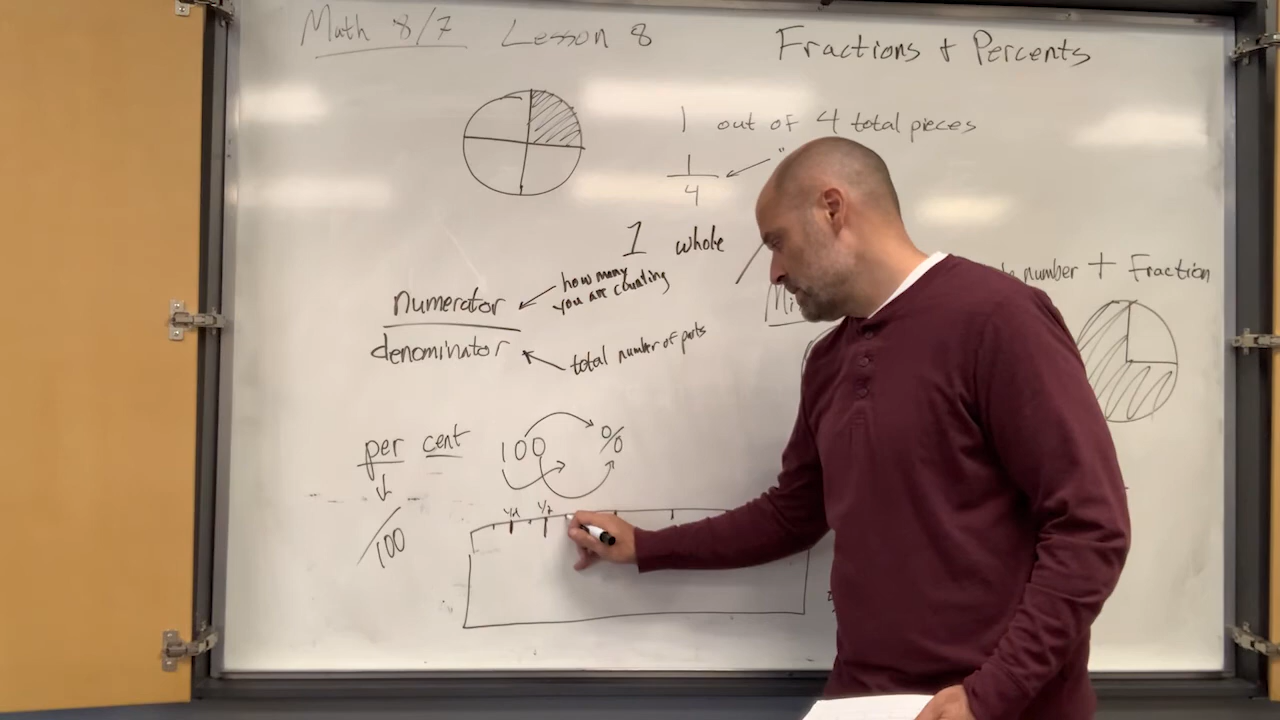 Math 8/7 Lesson 8
Fractions + Percents
1 out of 4 total pieces
1
4
1 whole
how many
you are counting
numerator
denominator
total number of parts
number + Fraction
per cent
100 %
/100
1/4 1/2